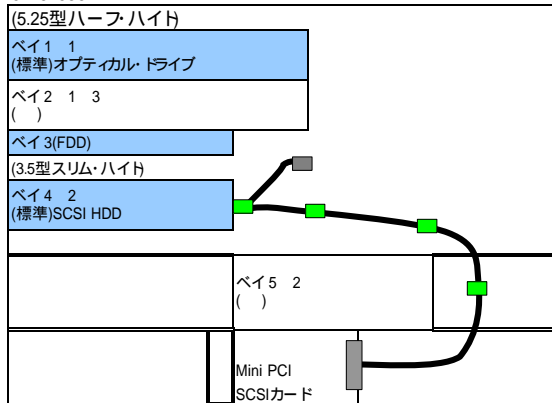 (5.25型ハーフ・ハイト)
ベイ1 1
(標準)オプティカル・ドライブ
ベイ2 1 3
( )
ベイ3(FDD)
(3.5型スリム・ハイト)
ベイ4 2
(標準)SCSI HDD
ベイ5 2
( )
Mini PCI
SCSIカード